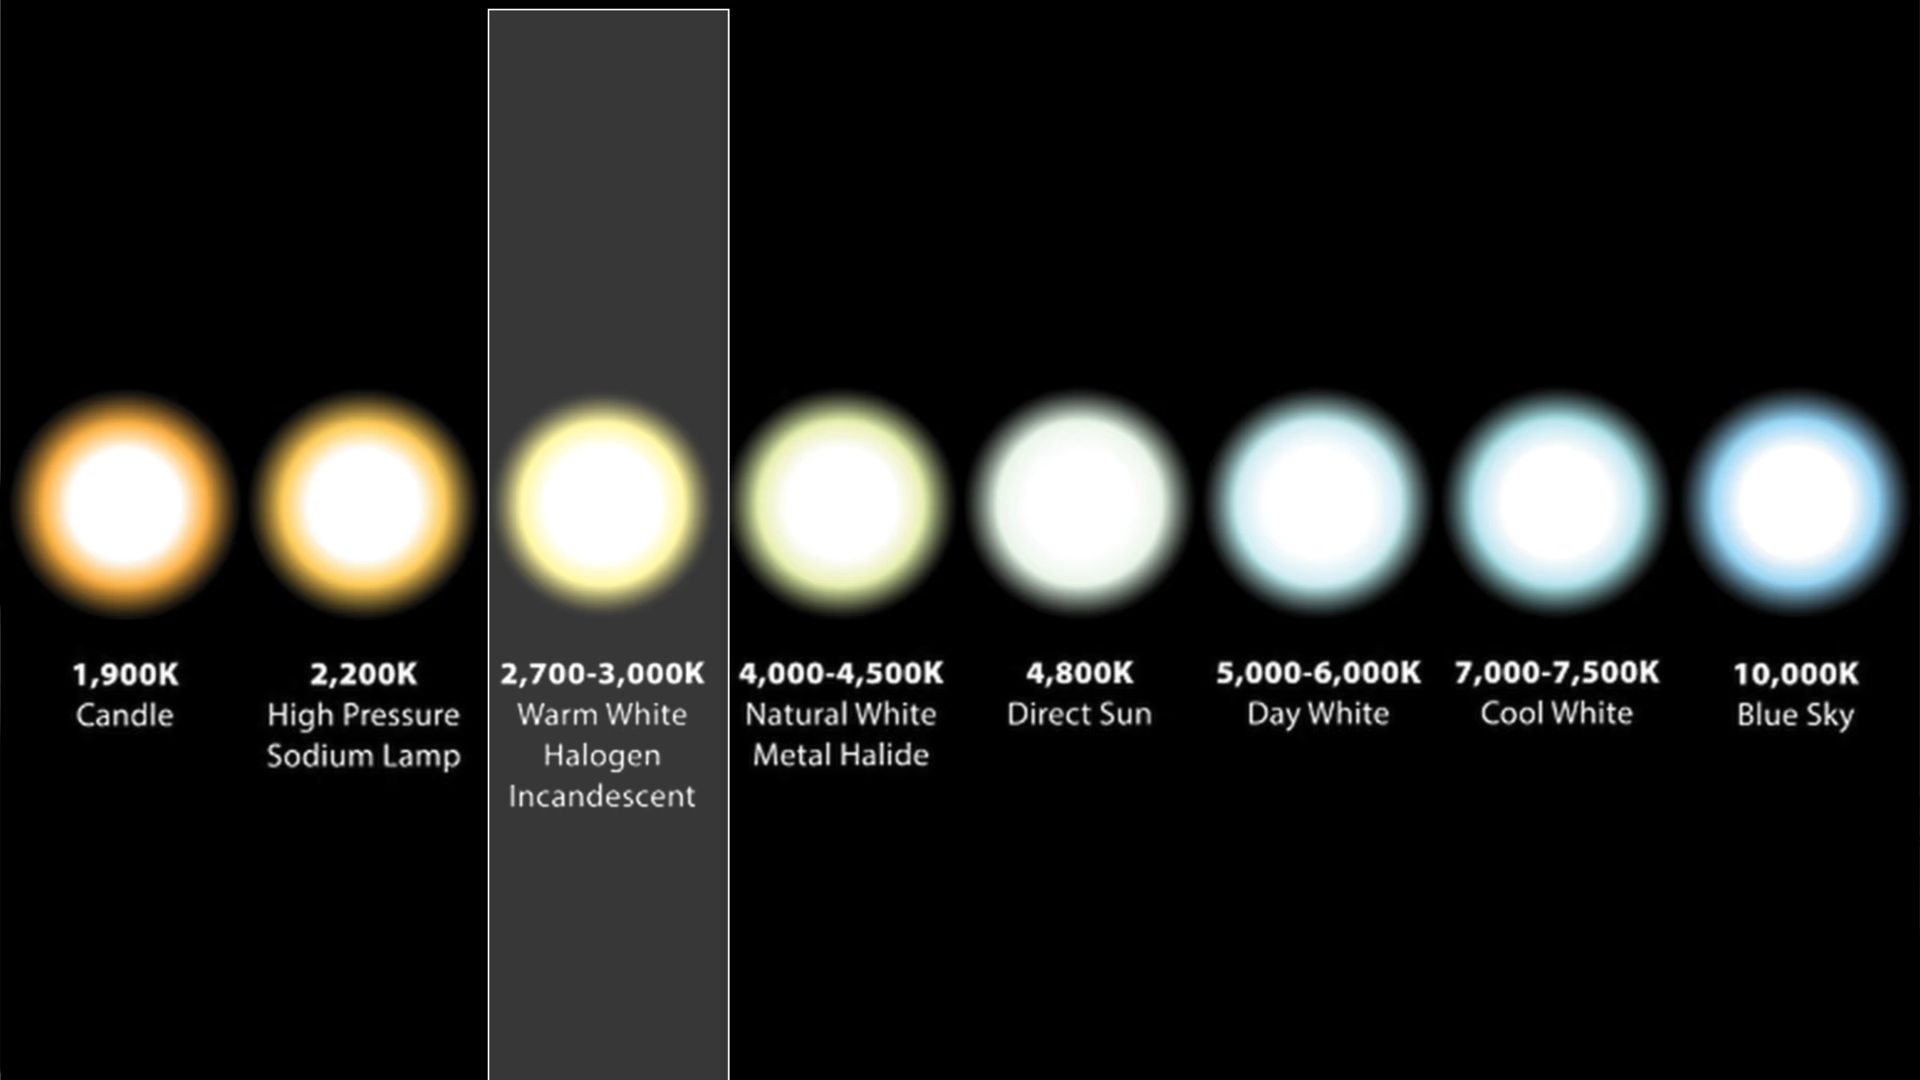 1,900K
Candle
2,200K
High Pressure
Sodium Lamp
2,700-3,000K
Warm White
Halogen
Incandescent
4,000-4,500K
Natural White
Metal Halide
4,800K
Direct Sun
5,000-6,000K
Day White
7,000-7,500K
Cool White
10,000K
Blue Sky